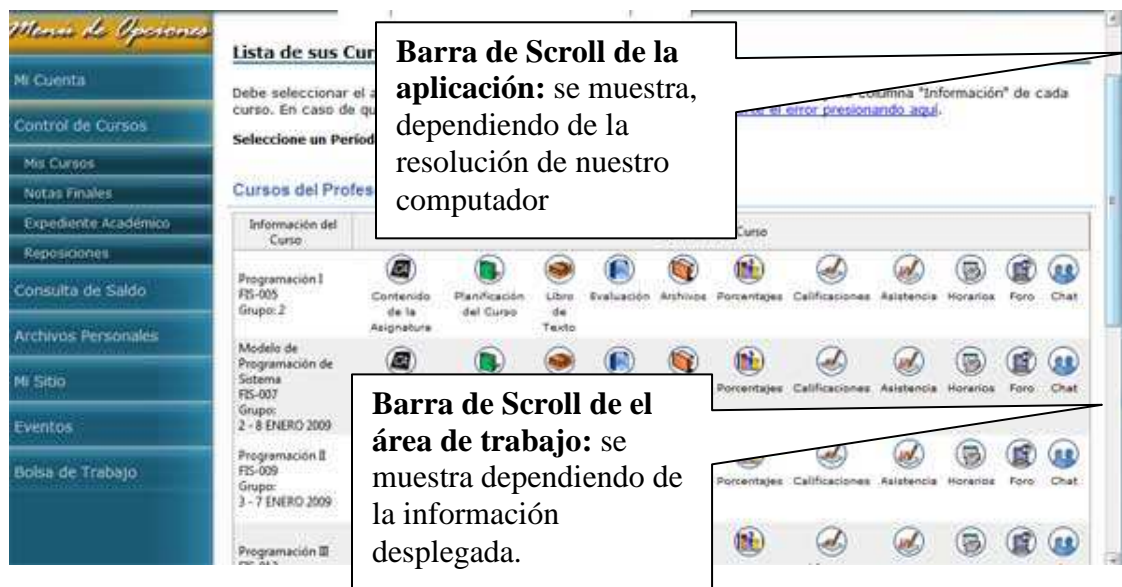 Menú de Opciones
Mi Cuenta
Control de Cursos
Mis Cursos
Notas Finales
Expediente Académico
Reposiciones
Consulta de Saldo
Archivos Personales
Mi Sitio
Eventos
Bolsa de Trabajo
Lista de sus Cur
Debe seleccionar el a columna "Información" de cada
curso. En caso de qu el error presionando aquí.
Seleccione un Períod
Cursos del Profes
Barra de Scroll de la
aplicación: se muestra,
dependiendo de la
resolución de nuestro
computador
Información del
Curso
Curso
Programación I
FIS-005
Grupo: 2
Contenido de la Asignatura
Planificación del Curso
Libro de Texto
Evaluación
Archivos
Porcentajes
Calificaciones
Asistencia
Horarios
Foro
Chat
Modelo de
Programación de
Sistema
FIS-007
Grupo:
2 - 8 ENERO 2009
Porcentajes Calificaciones Asistencia Horarios Foro Chat
Barra de Scroll de el
área de trabajo: se
muestra dependiendo de
la información
desplegada.
Programación II
FIS-009
Grupo:
3 - 7 ENERO 2009
Porcentajes Calificaciones Asistencia Horarios Foro Chat
Programación III